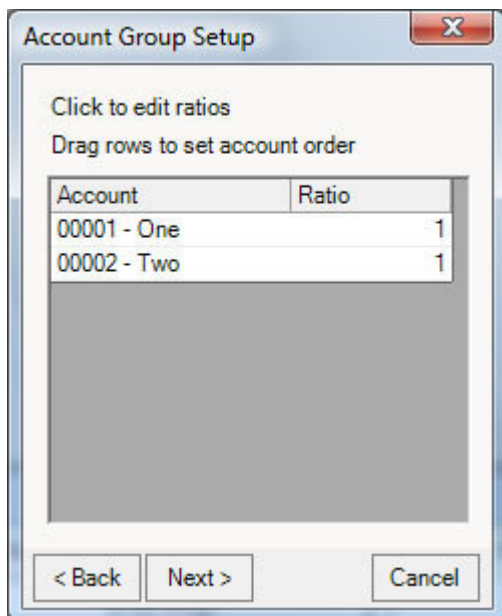 Account Group Setup
Click to edit ratios
Drag rows to set account order
Account Ratio
00001 - One 1
00002 - Two 1
< Back Next > Cancel